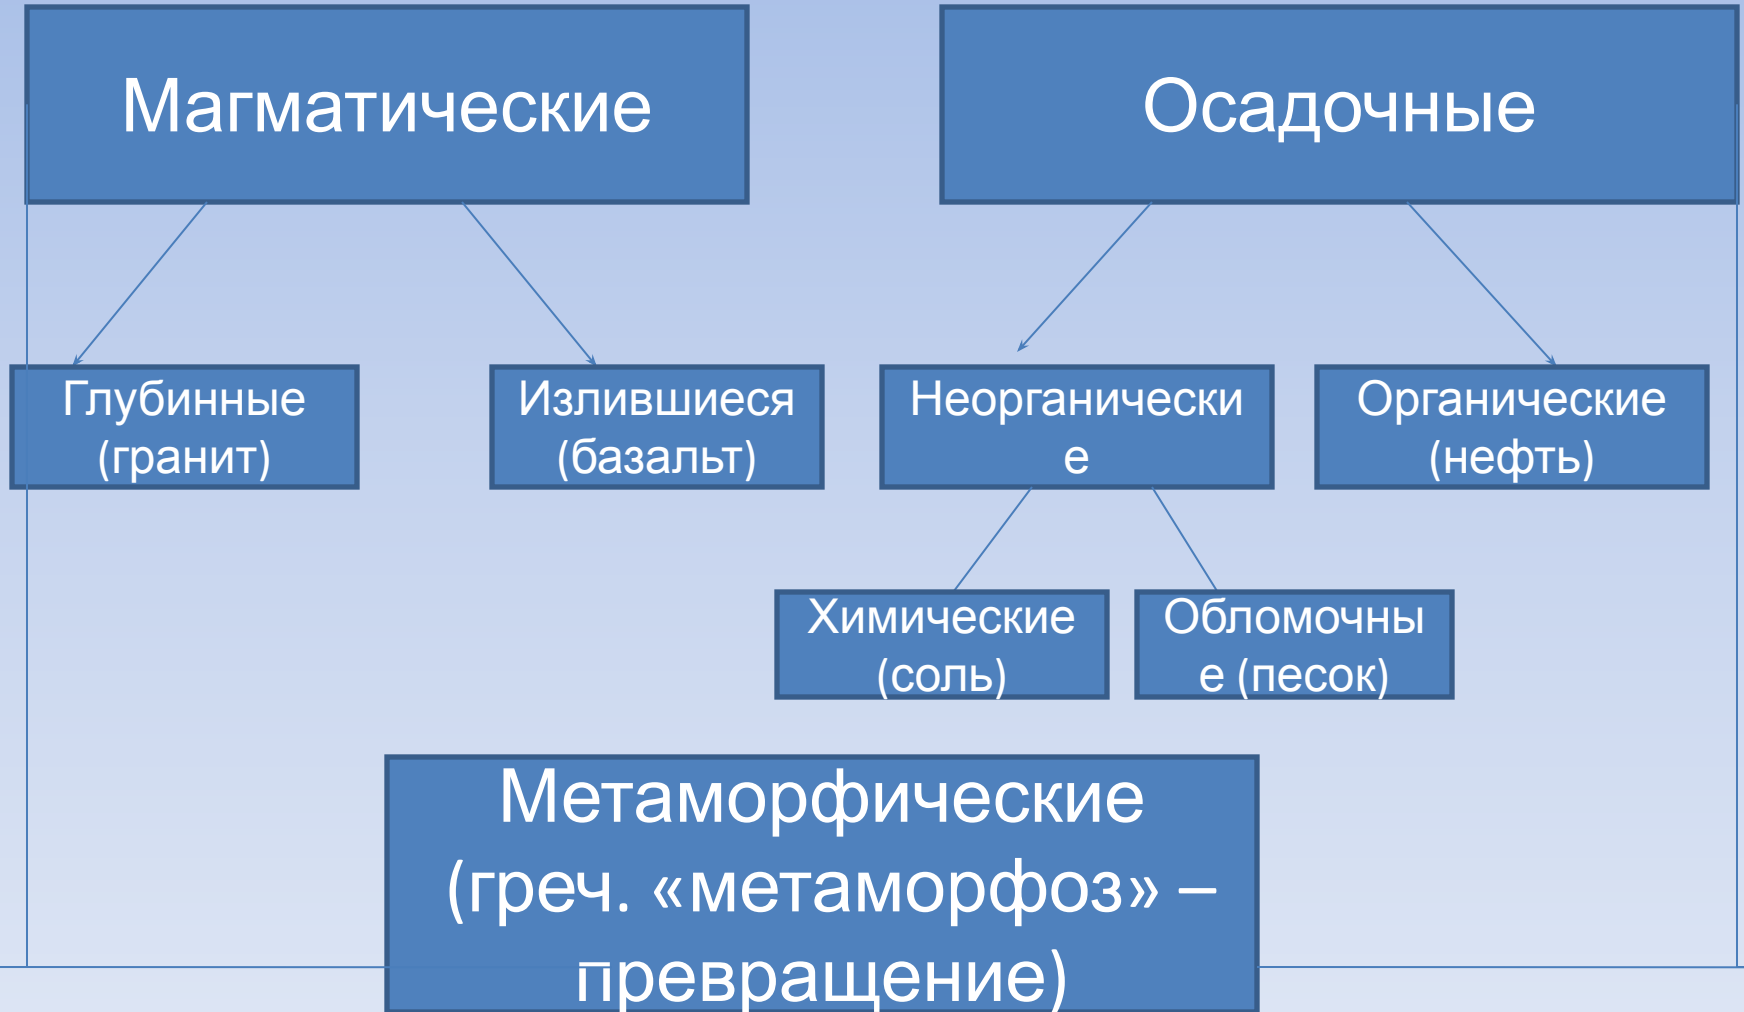 Магматические
Осадочные
Глубинные
(гранит)
Излившиеся
(базальт)
Неорганически
е
Органические
(нефть)
Химические
(соль)
Обломочны
е (песок)
Метаморфические
(греч. «метаморфоз» –
превращение)